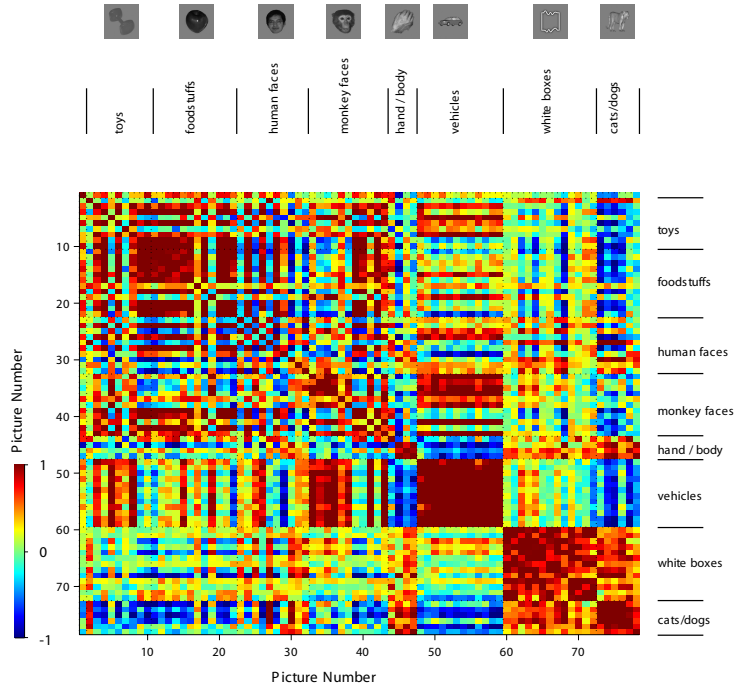 toys
foodstuffs
human faces
monkey faces
hand / body
vehicles
white boxes
cats/dogs
10
20
30
40
50
60
70
Picture Number
toys
foodstuffs
human faces
monkey faces
hand / body
vehicles
white boxes
cats/dogs
1
0
-1
10
20
30
40
50
60
70
Picture Number